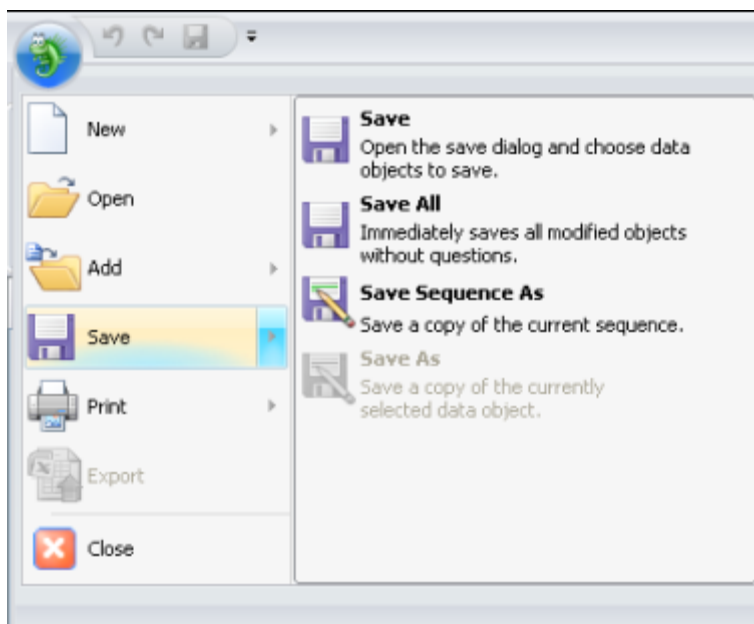 New
Open
Add
Save
Print
Export
Close
Save
Open the save dialog and choose data
objects to save.
Save All
Immediately saves all modified objects
without questions.
Save Sequence As
Save a copy of the current sequence.
Save As
Save a copy of the currently
selected data object.